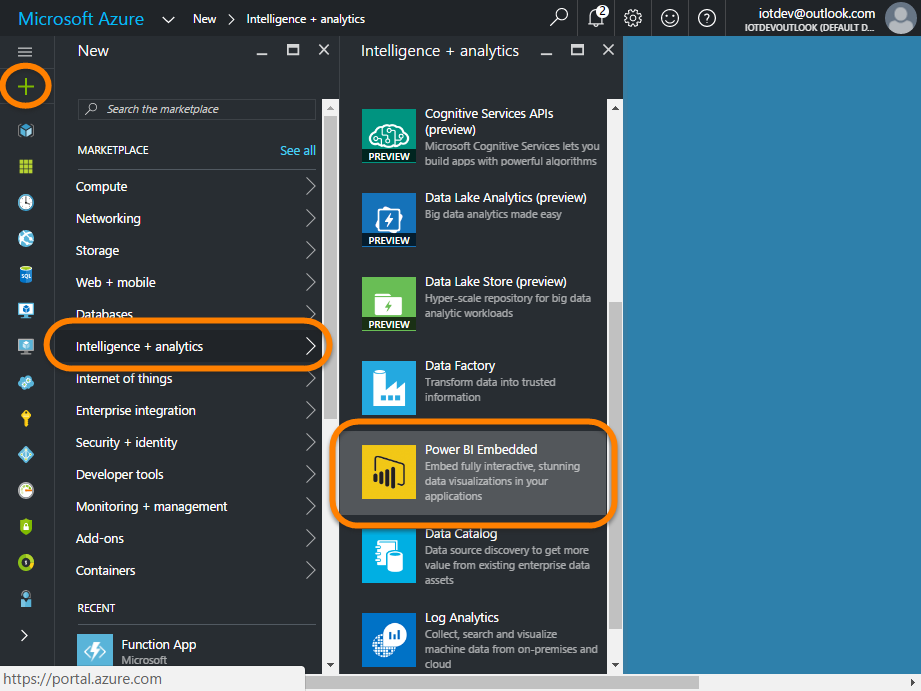 Microsoft Azure
New
Intelligence + analytics
2
iotdev@outlook.com
IOTDEVOUTLOOK (DEFAULT D...
New
Search the marketplace
MARKETPLACE
See all
Compute
Networking
Storage
Web + mobile
Databases
Intelligence + analytics
Internet of things
Enterprise integration
Security + identity
Developer tools
Monitoring + management
Add-ons
Containers
RECENT
Function App
Microsoft
Intelligence + analytics
Cognitive Services APIs
(preview)
Microsoft Cognitive Services lets you
build apps with powerful algorithms
PREVIEW
Data Lake Analytics (preview)
Big data analytics made easy
PREVIEW
Data Lake Store (preview)
Hyper-scale repository for big data
analytic workloads
PREVIEW
Data Factory
Transform data into trusted
information
Power BI Embedded
Embed fully interactive, stunning
data visualizations in your
applications
Data Catalog
Data source discovery to get more
value from existing enterprise data
assets
Log Analytics
Collect, search and visualize
machine data from on-premises and
cloud
SQL
https://portal.azure.com